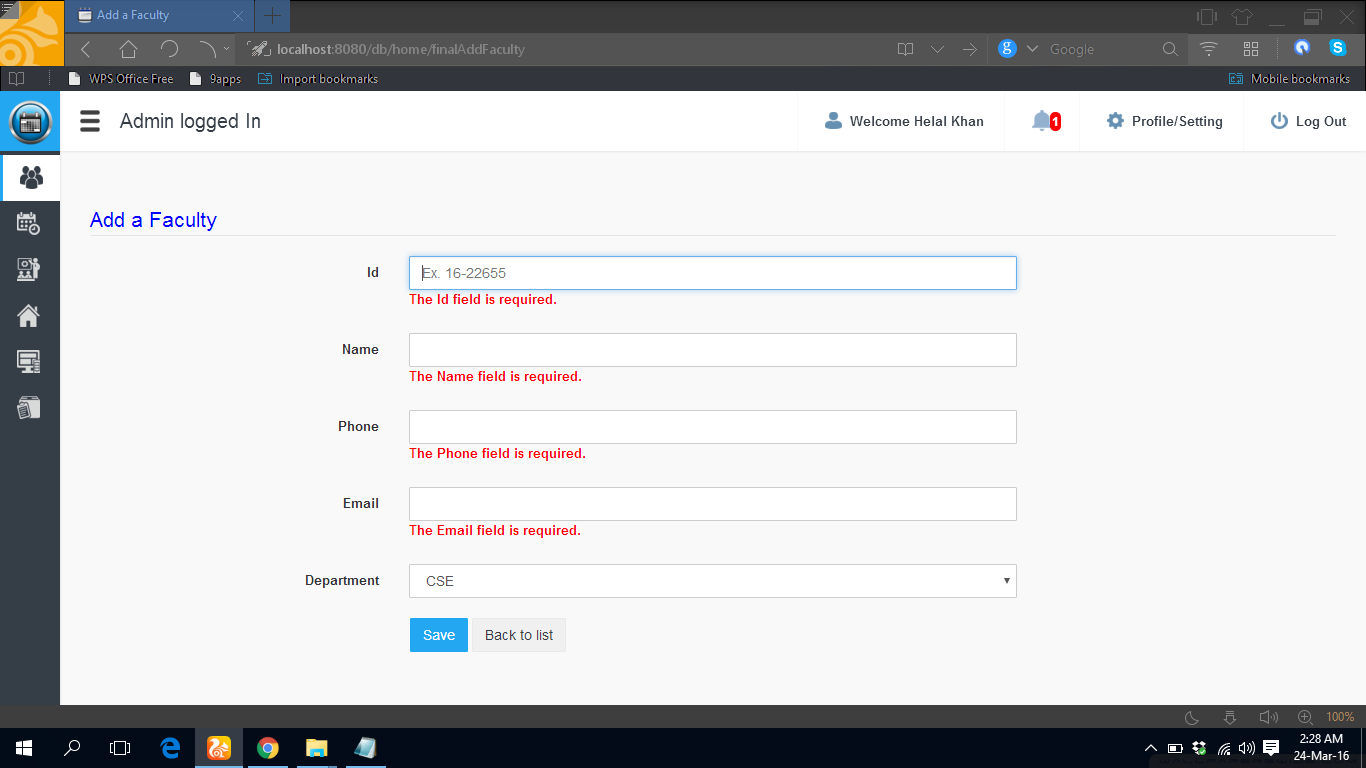 Add a Faculty
localhost:8080/db/home/finalAddFaculty
g Google
WPS Office Free 9apps Import bookmarks Mobile bookmarks
Admin logged In Welcome Helal Khan 1 Profile/Setting Log Out
Add a Faculty
Id Ex. 16-22655
The Id field is required.
Name
The Name field is required.
Phone
The Phone field is required.
Email
The Email field is required.
Department CSE
Save Back to list
100%
2:28 AM
24-Mar-16